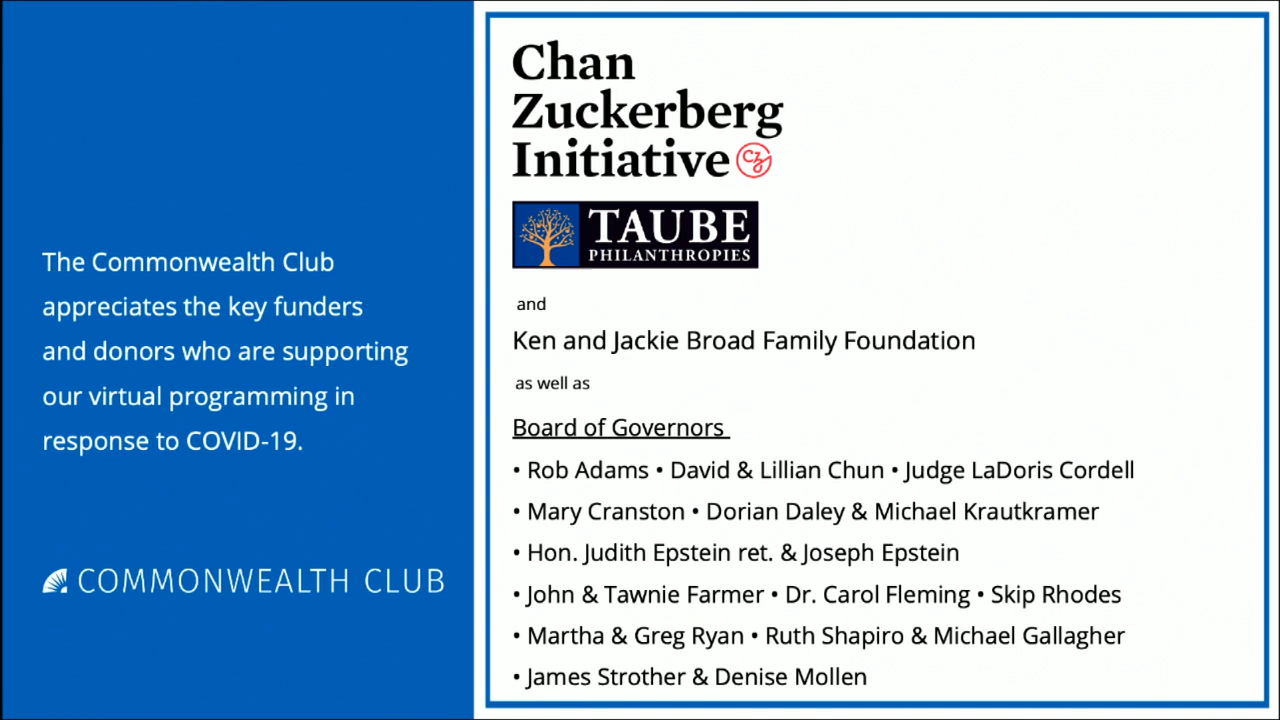 The Commonwealth Club
appreciates the key funders
and donors who are supporting
our virtual programming in
response to COVID-19.
COMMONWEALTH CLUB
Chan
Zuckerberg
Initiative
cz
TAUBE
PHILANTHROPIES
and
Ken and Jackie Broad Family Foundation
as well as
Board of Governors
• Rob Adams • David & Lillian Chun • Judge LaDoris Cordell
• Mary Cranston • Dorian Daley & Michael Krautkramer
• Hon. Judith Epstein ret. & Joseph Epstein
• John & Tawnie Farmer • Dr. Carol Fleming • Skip Rhodes
• Martha & Greg Ryan • Ruth Shapiro & Michael Gallagher
• James Strother & Denise Mollen